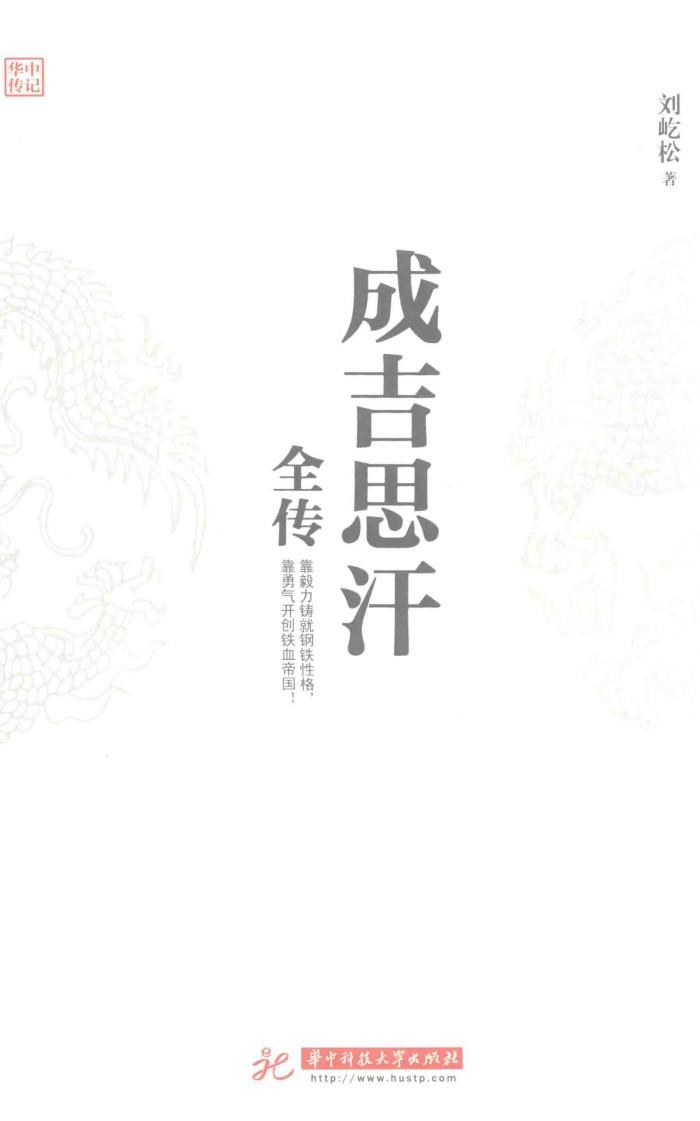 华中
传记
刘屹松 著
成吉思汗
全传
靠毅力铸就钢铁性格，
靠勇气开创铁血帝国！
华中科技大学出版社
http://www.hustp.com